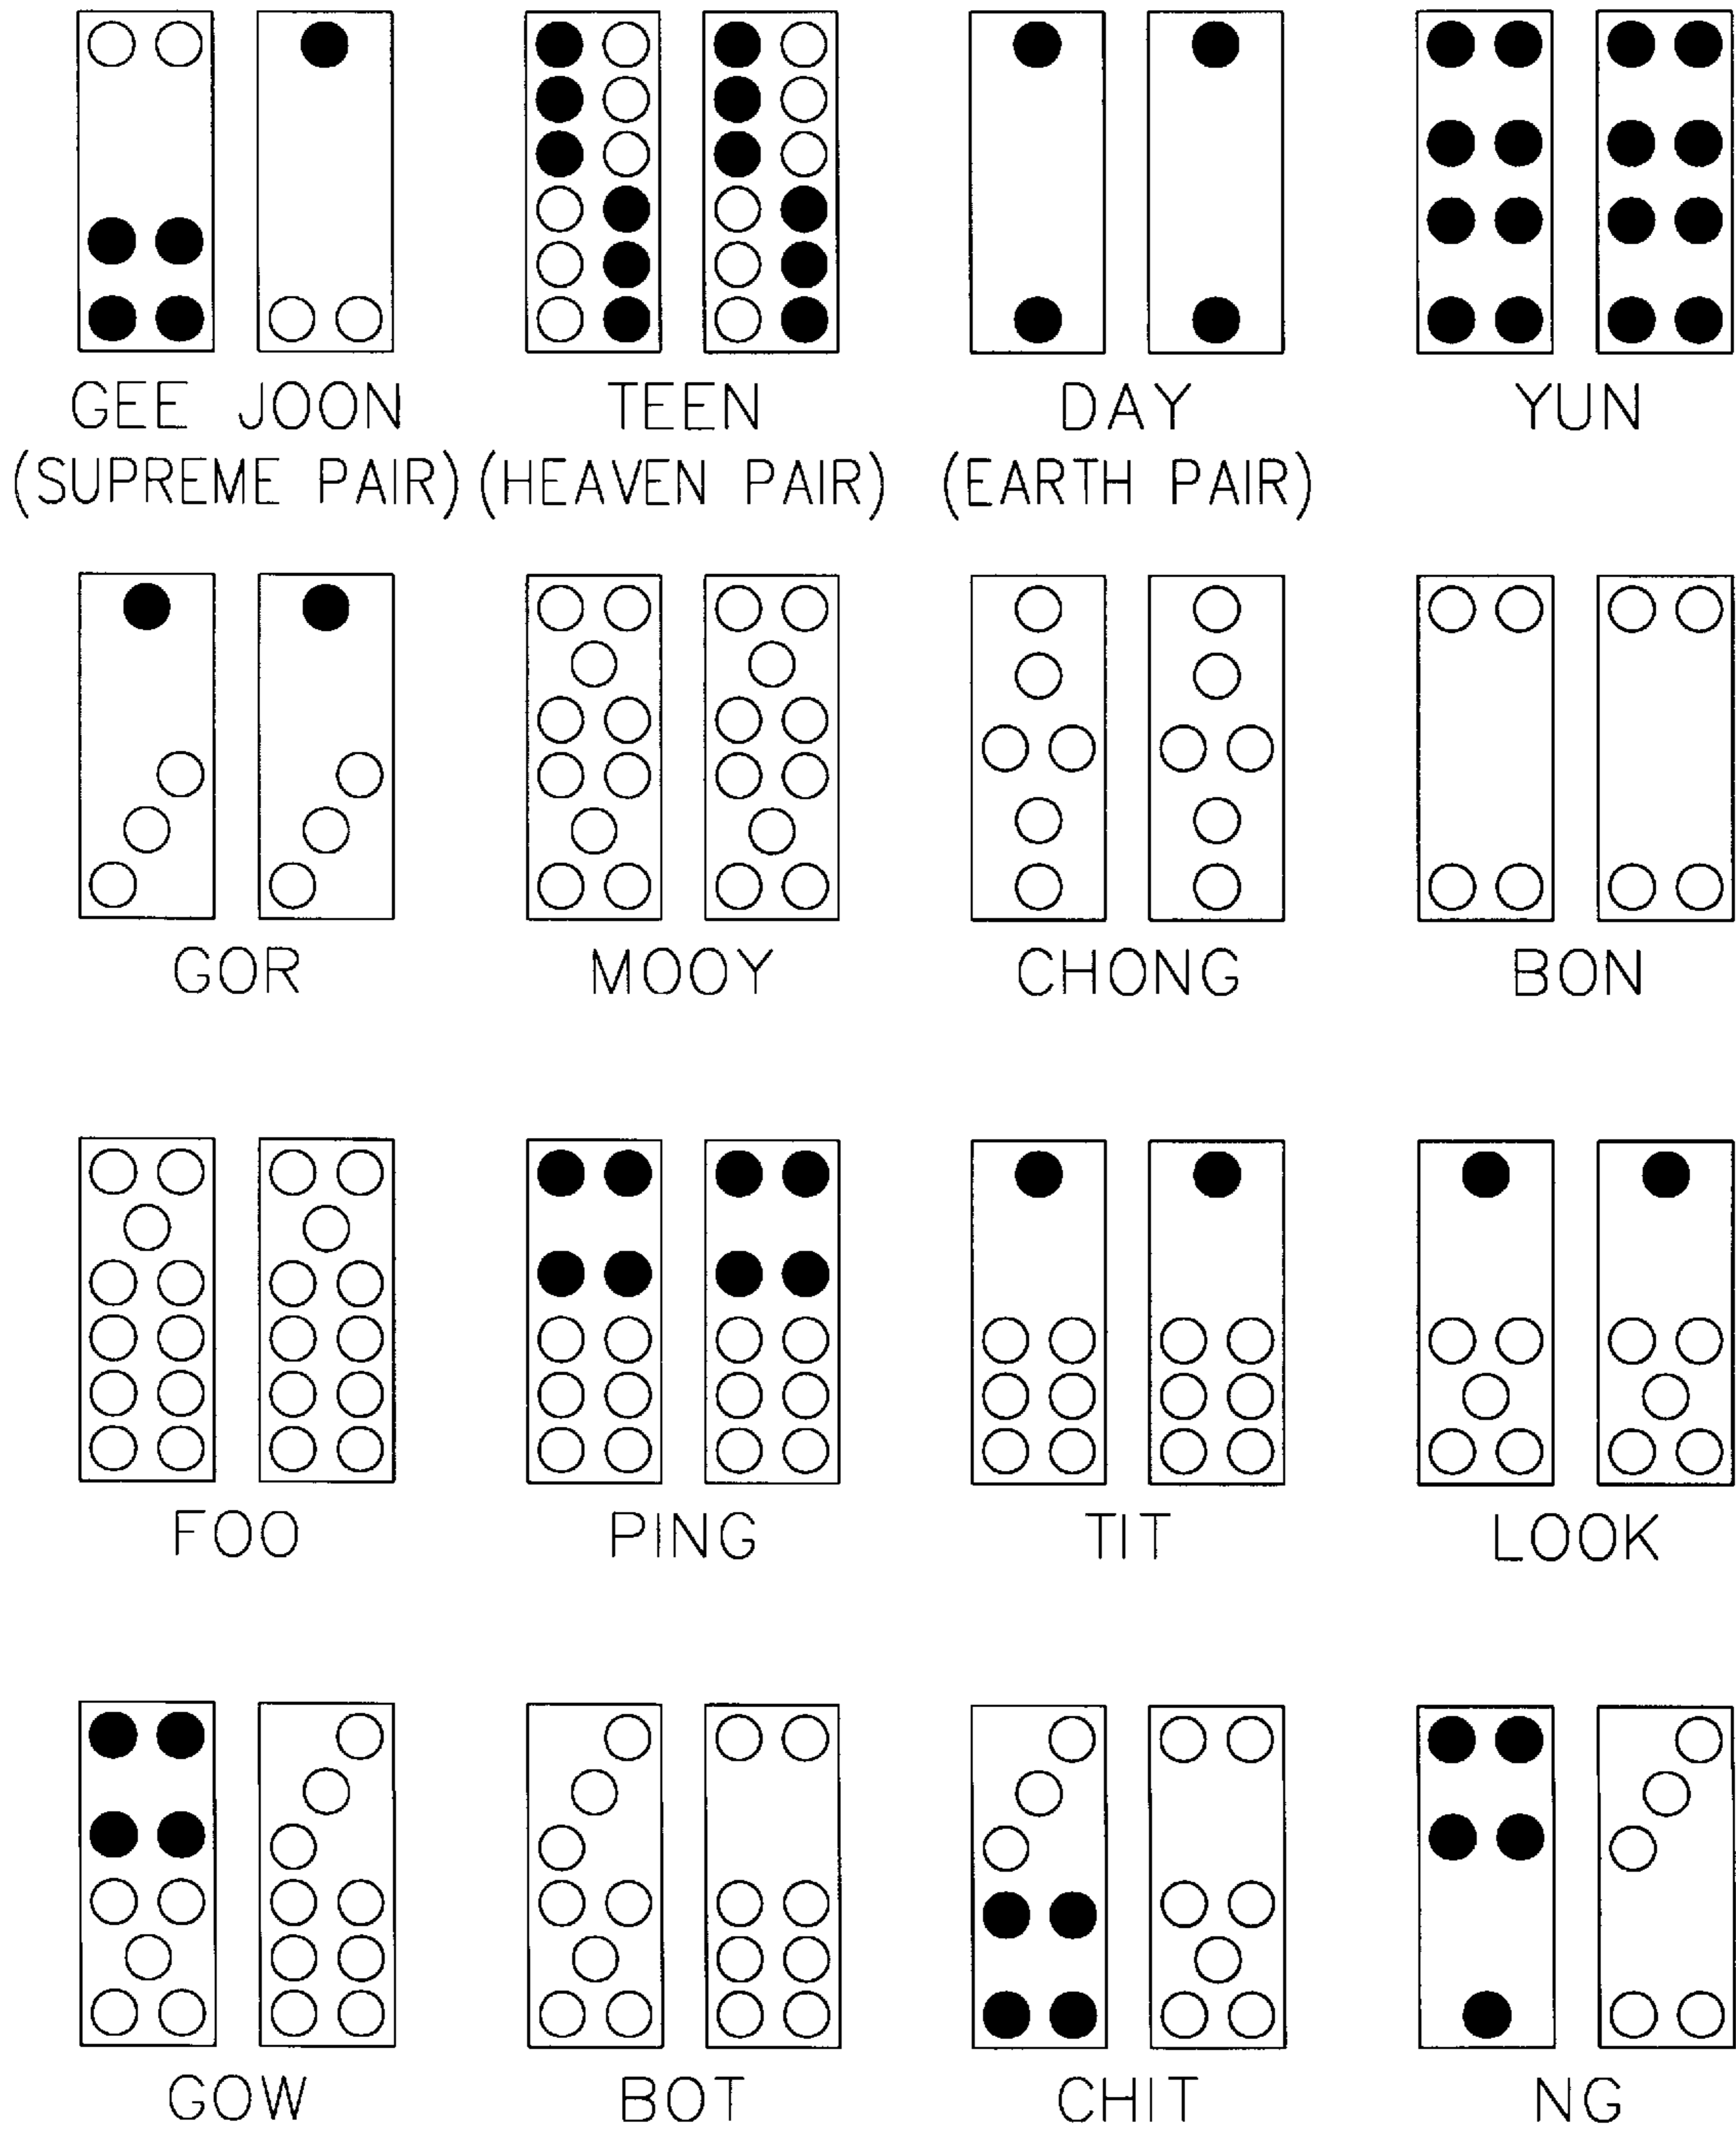 GEE JOON TEEN DAY YUN
(SUPREME PAIR) (HEAVEN PAIR) (EARTH PAIR)
GOR MOOY CHONG BON
FOO PING TIT LOOK
GOW BOT CHIT NG